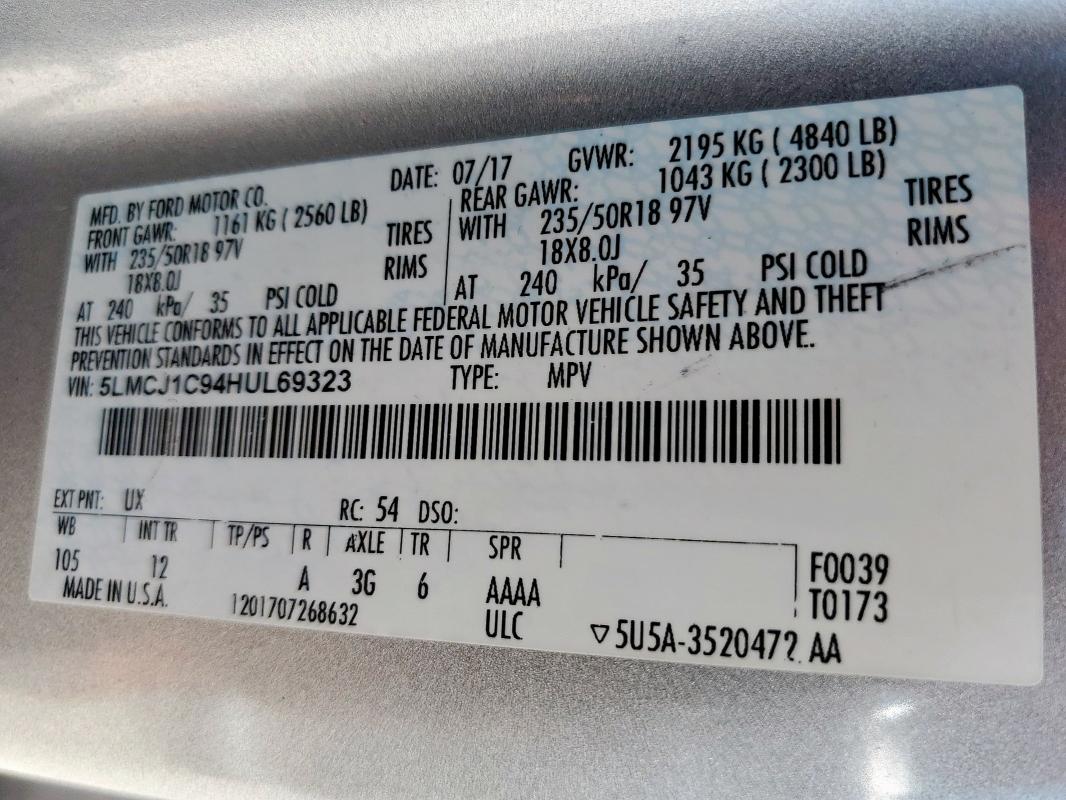 MFD. BY FORD MOTOR CO.
DATE: 07/17 GVWR: 2195 KG ( 4840 LB)
FRONT GAWR: 1161 KG ( 2560 LB)
WITH 235/50R18 97V TIRES
18X8.0J RIMS
AT 240 kPa/ 35 PSI COLD
REAR GAWR: 1043 KG ( 2300 LB)
WITH 235/50R18 97V TIRES
18X8.0J RIMS
AT 240 kPa/ 35 PSI COLD
THIS VEHICLE CONFORMS TO ALL APPLICABLE FEDERAL MOTOR VEHICLE SAFETY AND THEFT
PREVENTION STANDARDS IN EFFECT ON THE DATE OF MANUFACTURE SHOWN ABOVE.
VIN: 5LMCJ1C94HUL69323 TYPE: MPV
EXT PNT: UX RC: 54 DSO:
WB INT TR TP/PS R AXLE TR SPR
105 12 A 3G 6 AAAA F0039
MADE IN U.S.A. 1201707268632 ULC T0173
▽5U5A-3520472 AA